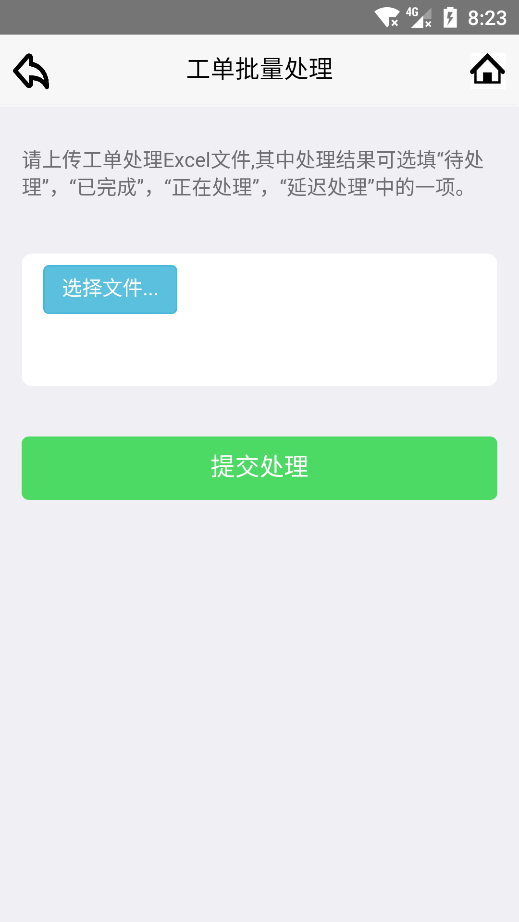 4G 8:23
工单批量处理
请上传工单处理Excel文件,其中处理结果可选填“待处
理”，“已完成”，“正在处理”，“延迟处理”中的一项。
选择文件...
提交处理